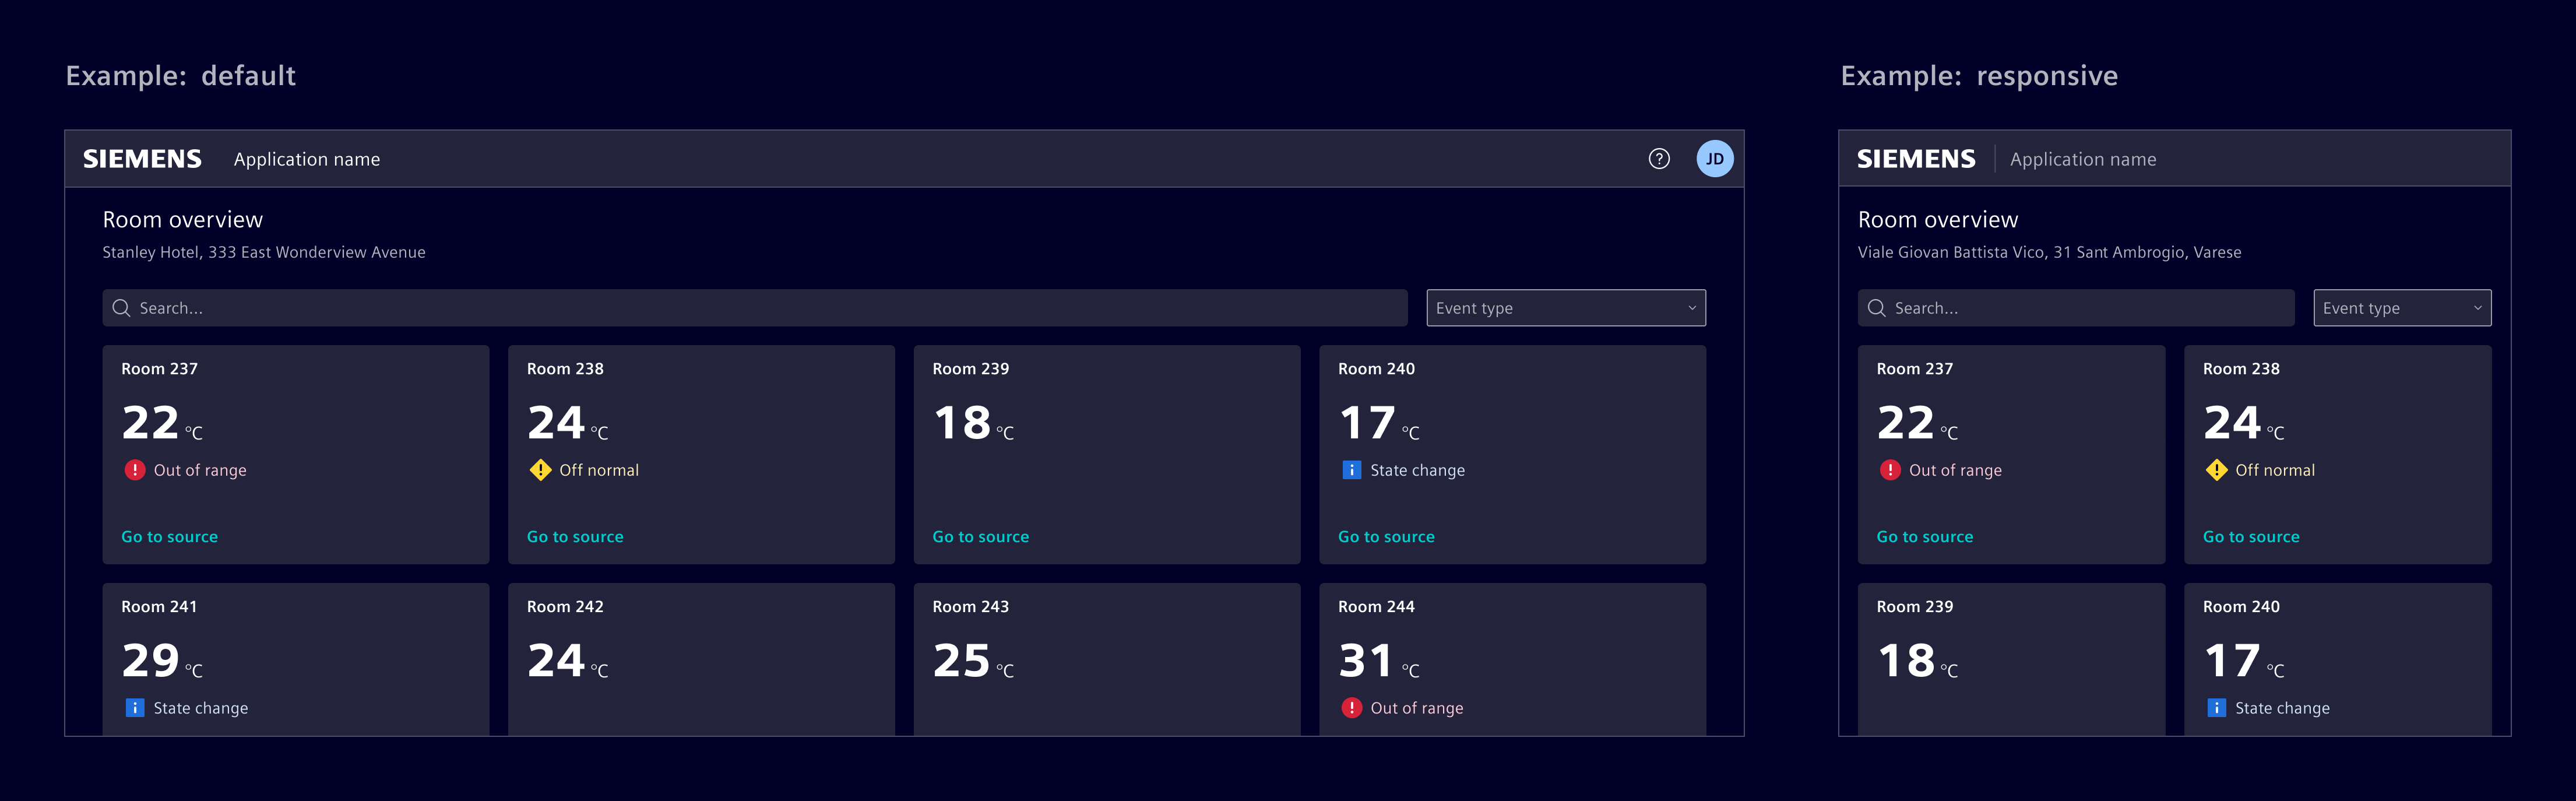 Example: default
SIEMENS Application name JD
Room overview
Stanley Hotel, 333 East Wonderview Avenue
Search... Event type
Room 237 Room 238 Room 239 Room 240
22 °C 24 °C 18 °C 17 °C
Out of range Off normal State change
Go to source Go to source Go to source Go to source
Room 241 Room 242 Room 243 Room 244
29 °C 24 °C 25 °C 31 °C
State change Out of range
Example: responsive
SIEMENS Application name
Room overview
Viale Giovan Battista Vico, 31 Sant Ambrogio, Varese
Search... Event type
Room 237 Room 238
22 °C 24 °C
Out of range Off normal
Go to source Go to source
Room 239 Room 240
18 °C 17 °C
State change